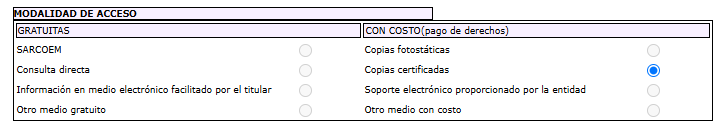 MODALIDAD DE ACCESO
GRATUITAS CON COSTO(pago de derechos)
SARCOEM Copias fotostáticas
Consulta directa Copias certificadas
Información en medio electrónico facilitado por el titular Soporte electrónico proporcionado por la entidad
Otro medio gratuito Otro medio con costo